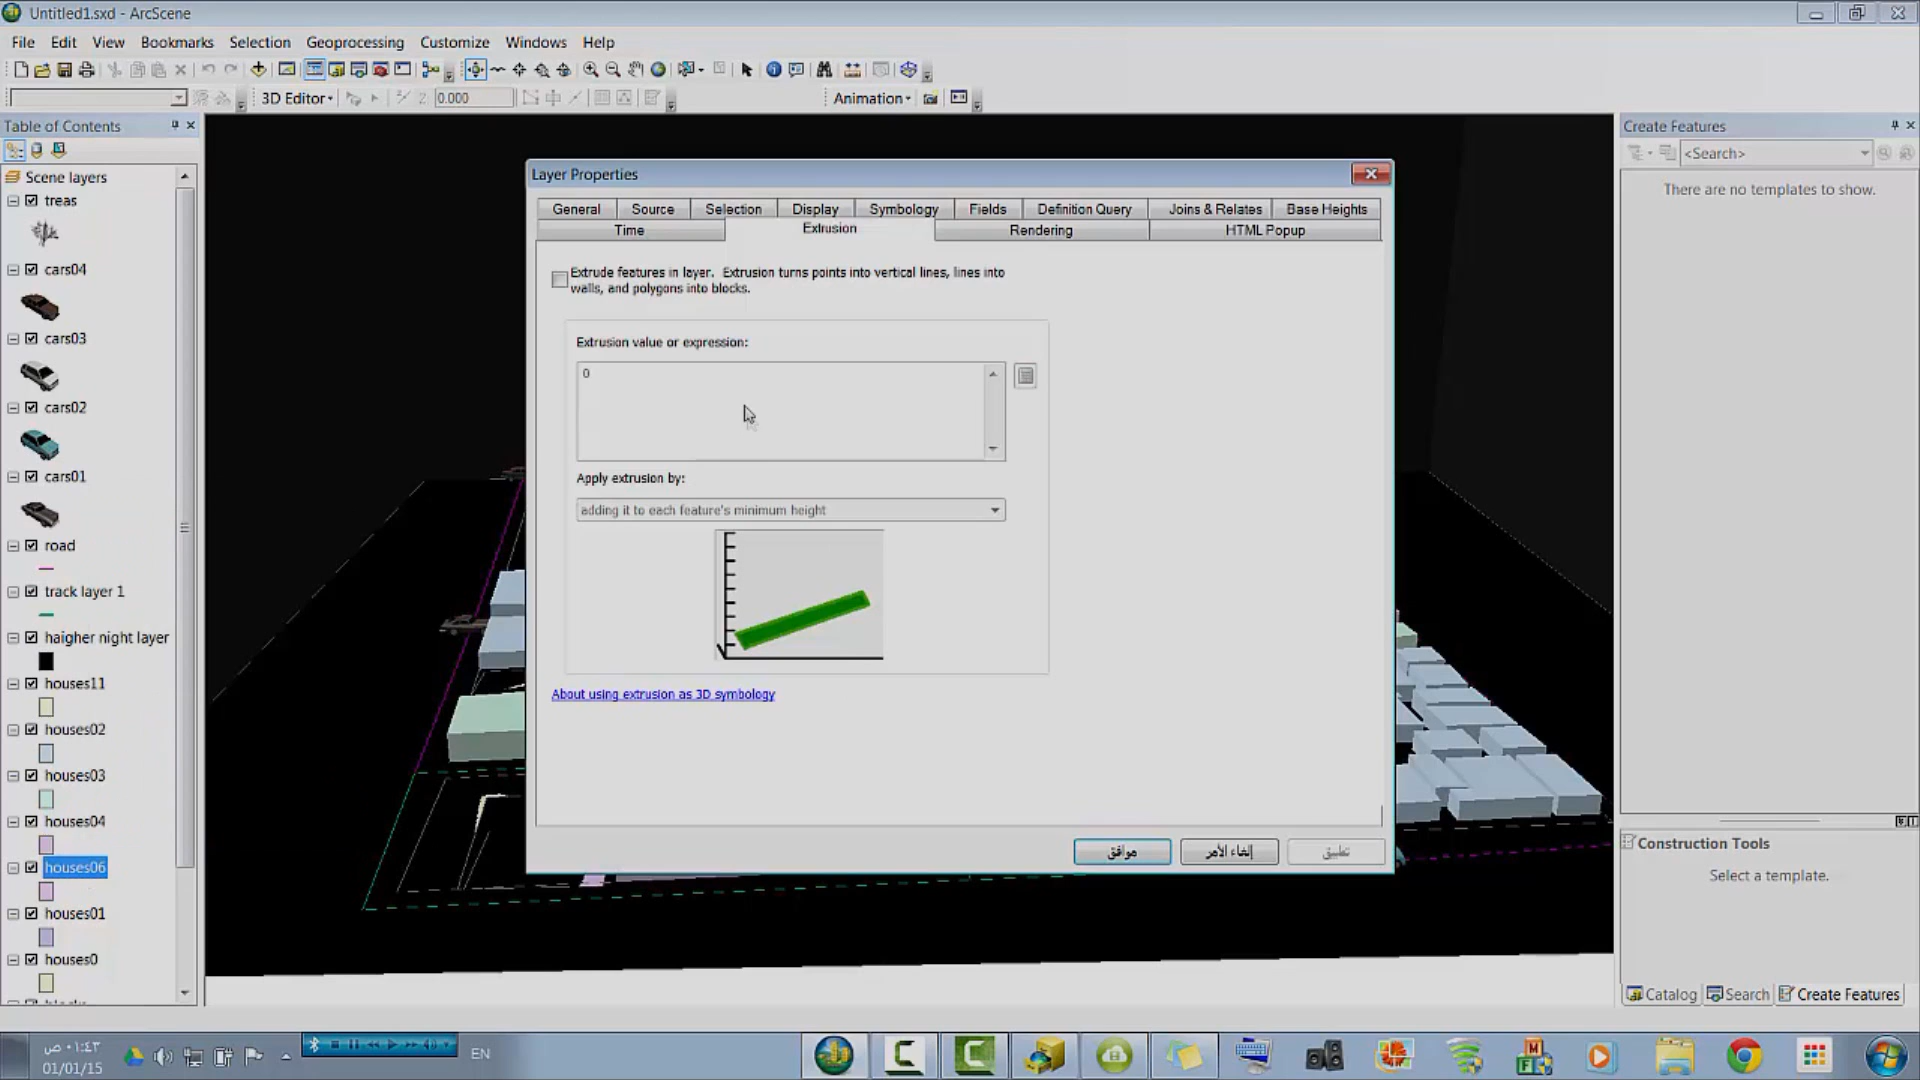 Untitled1.sxd - ArcScene
File Edit View Bookmarks Selection Geoprocessing Customize Windows Help
3D Editor Z: 0.000 Animation
Table of Contents
Scene layers
treas
cars04
cars03
cars02
cars01
road
track layer 1
haigher night layer
houses11
houses02
houses03
houses04
houses06
houses01
houses0
Layer Properties
General Source Selection Display Symbology Fields Definition Query Joins & Relates Base Heights
Time Extrusion Rendering HTML Popup
Extrude features in layer. Extrusion turns points into vertical lines, lines into
walls, and polygons into blocks.
Extrusion value or expression:
0
Apply extrusion by:
adding it to each feature's minimum height
About using extrusion as 3D symbology
موافق إلغاء الأمر تطبيق
Create Features
<Search>
There are no templates to show.
Construction Tools
Select a template.
Catalog Search Create Features
٠١:٤٣ ص
01/01/15
EN